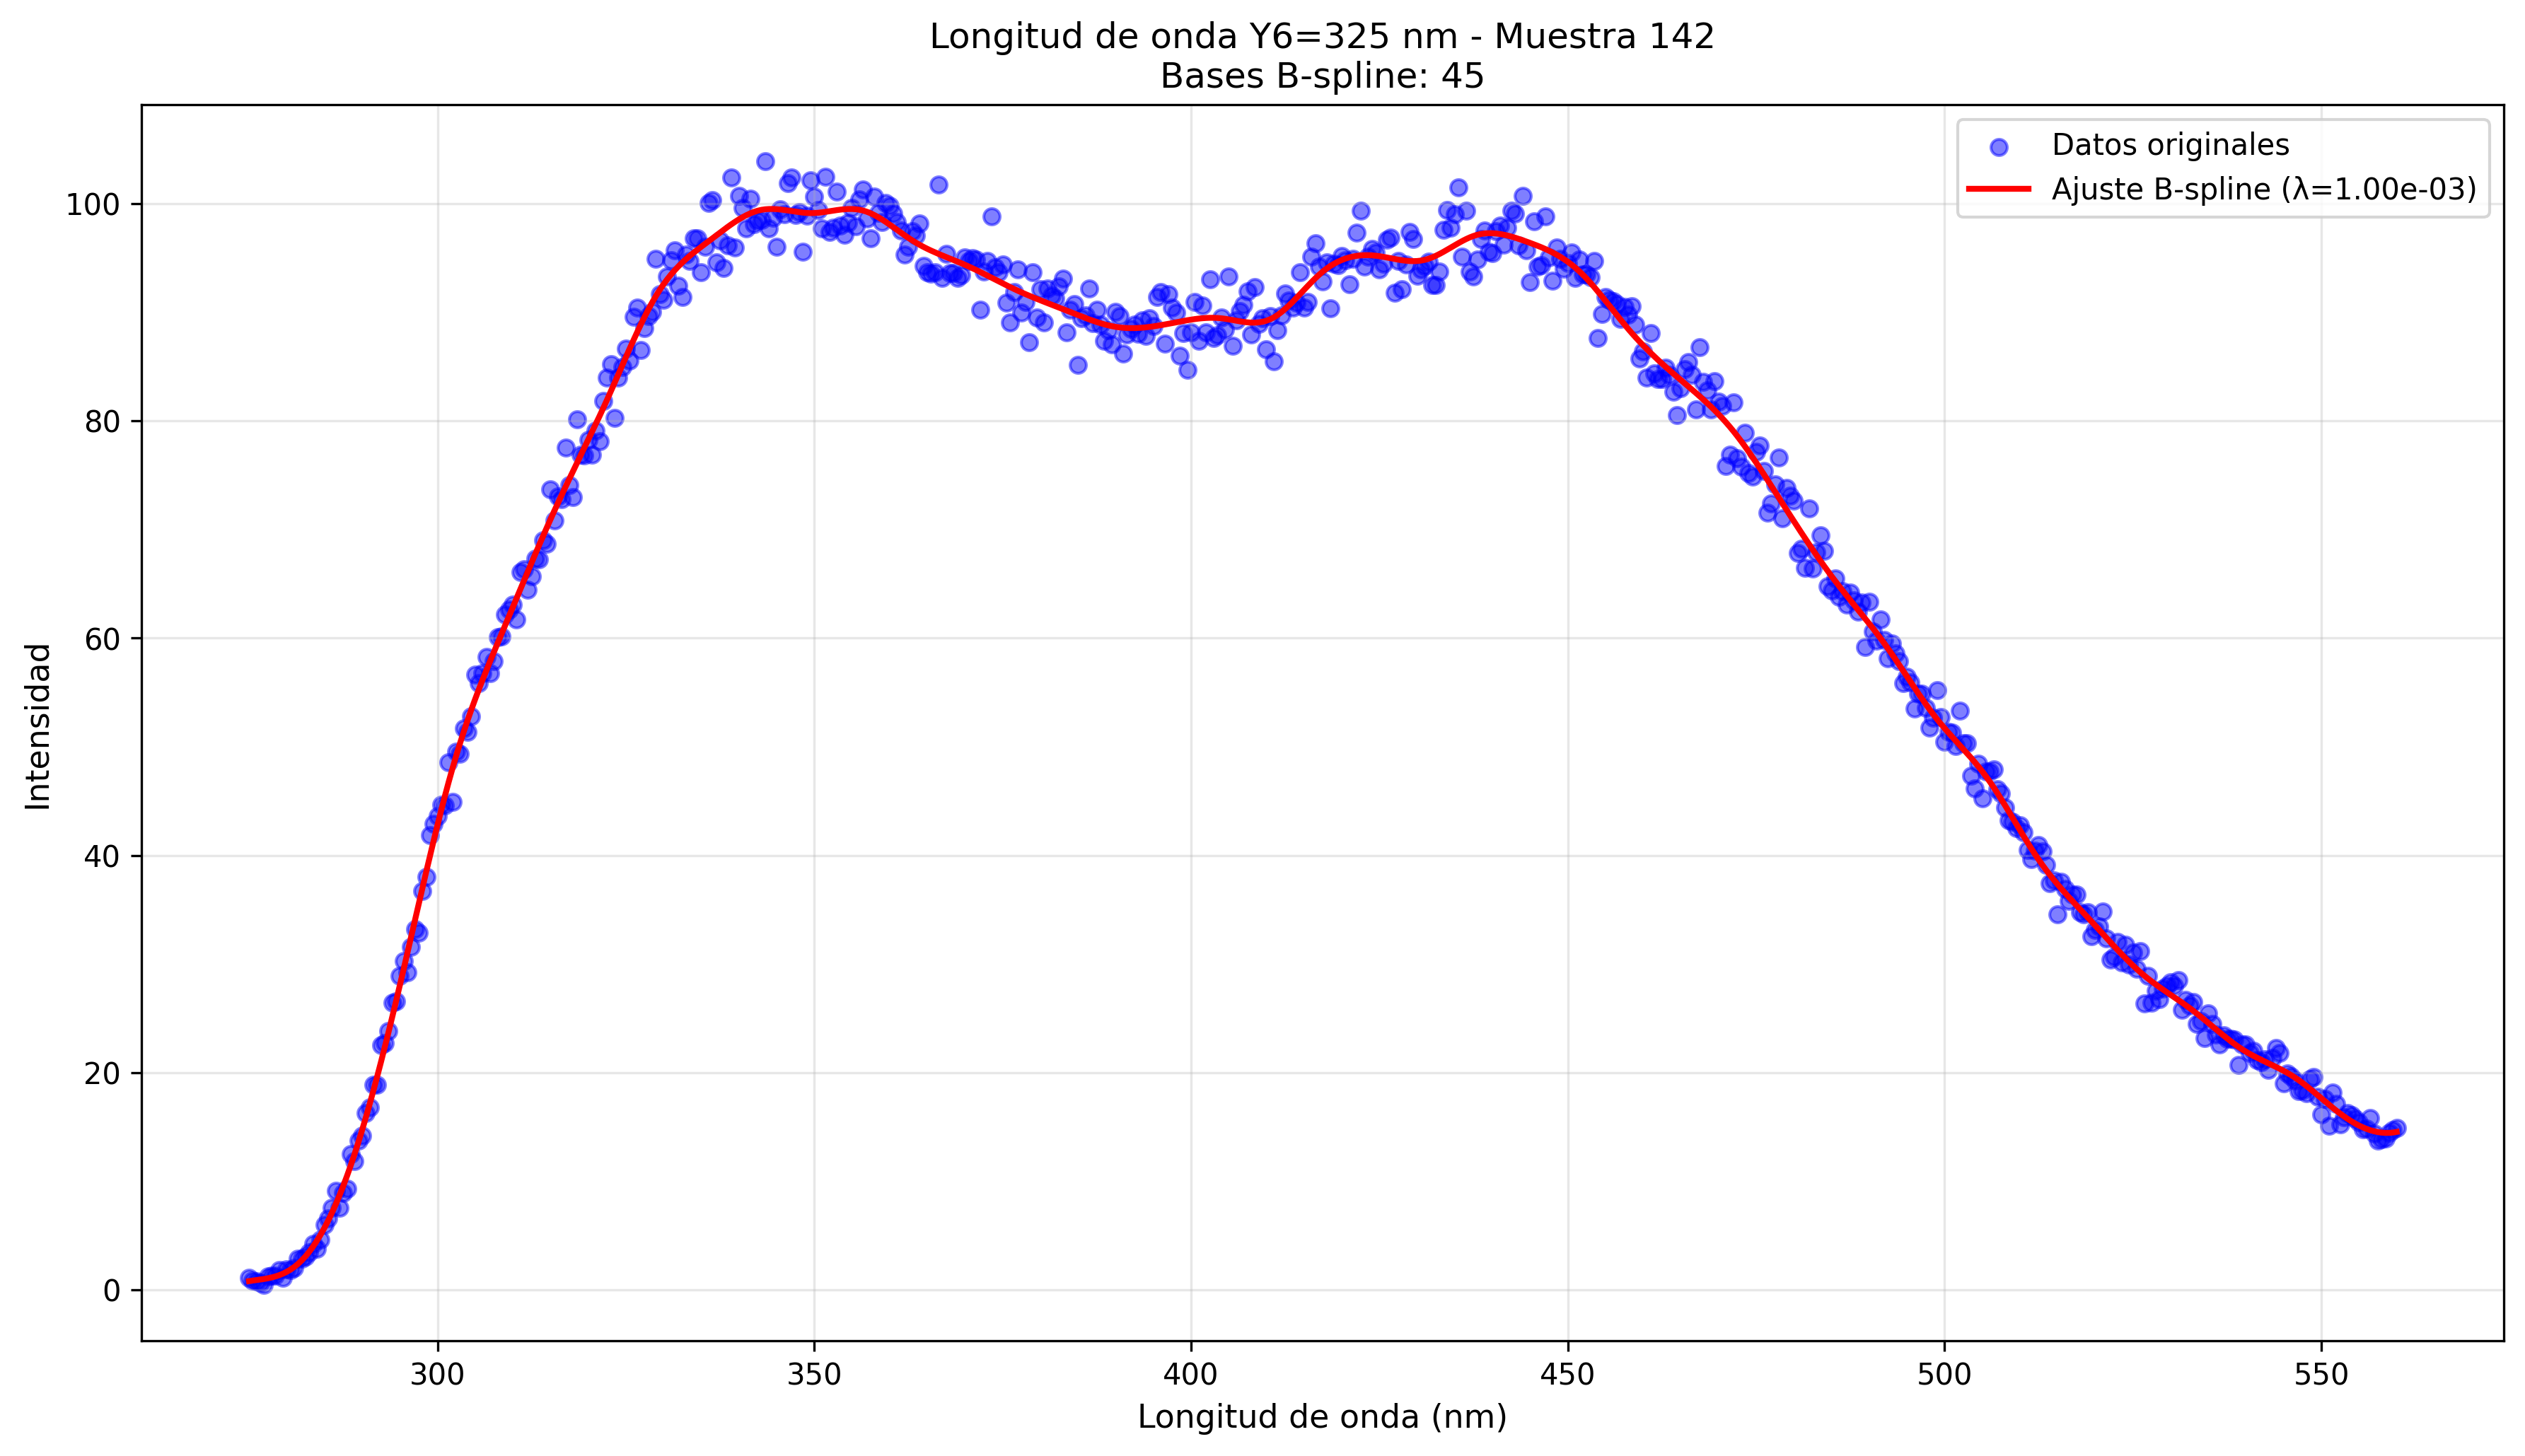 Longitud de onda Y6=325 nm - Muestra 142
Bases B-spline: 45
Datos originales
Ajuste B-spline (λ=1.00e-03)
Intensidad
100
80
60
40
20
0
300 350 400 450 500 550
Longitud de onda (nm)